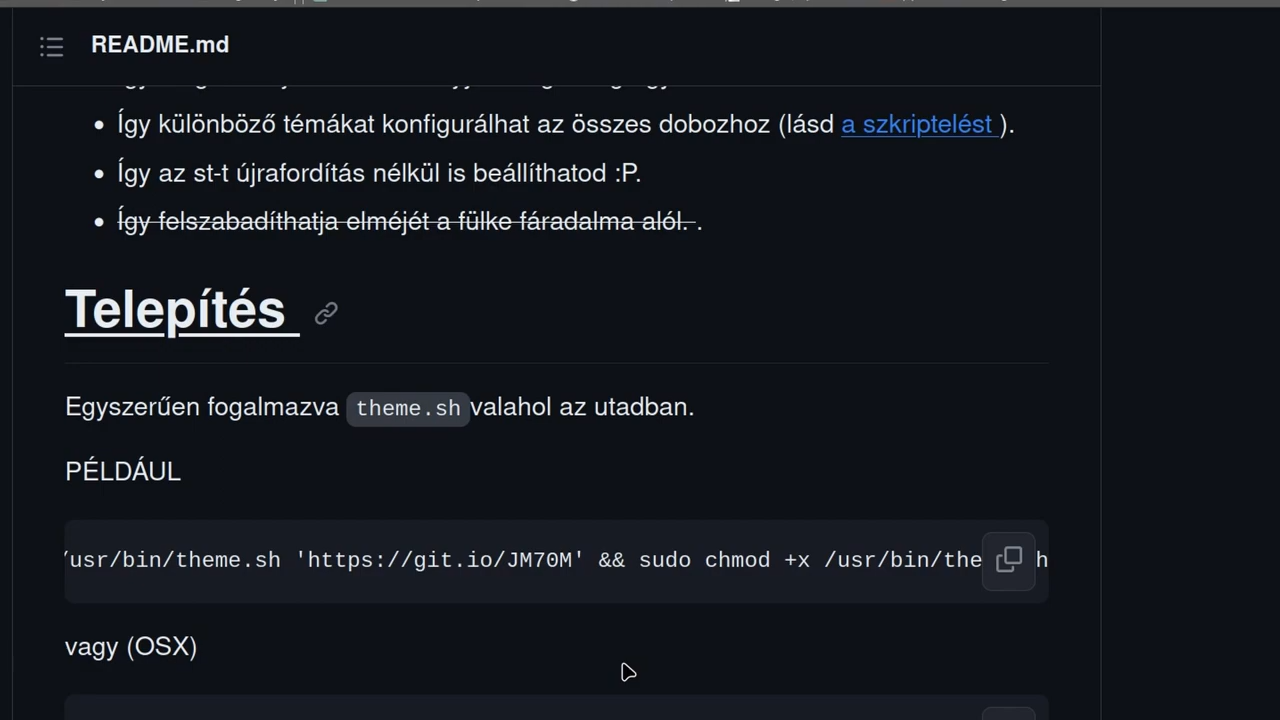 README.md
Így különböző témákat konfigurálhat az összes dobozhoz (lásd a szkriptelést ).
Így az st-t újrafordítás nélkül is beállíthatod :P.
Így felszabadíthatja elméjét a fülke fáradalma alól. .
Telepítés
Egyszerűen fogalmazva theme.sh valahol az utadban.
PÉLDÁUL
/usr/bin/theme.sh 'https://git.io/JM70M' && sudo chmod +x /usr/bin/the h
vagy (OSX)